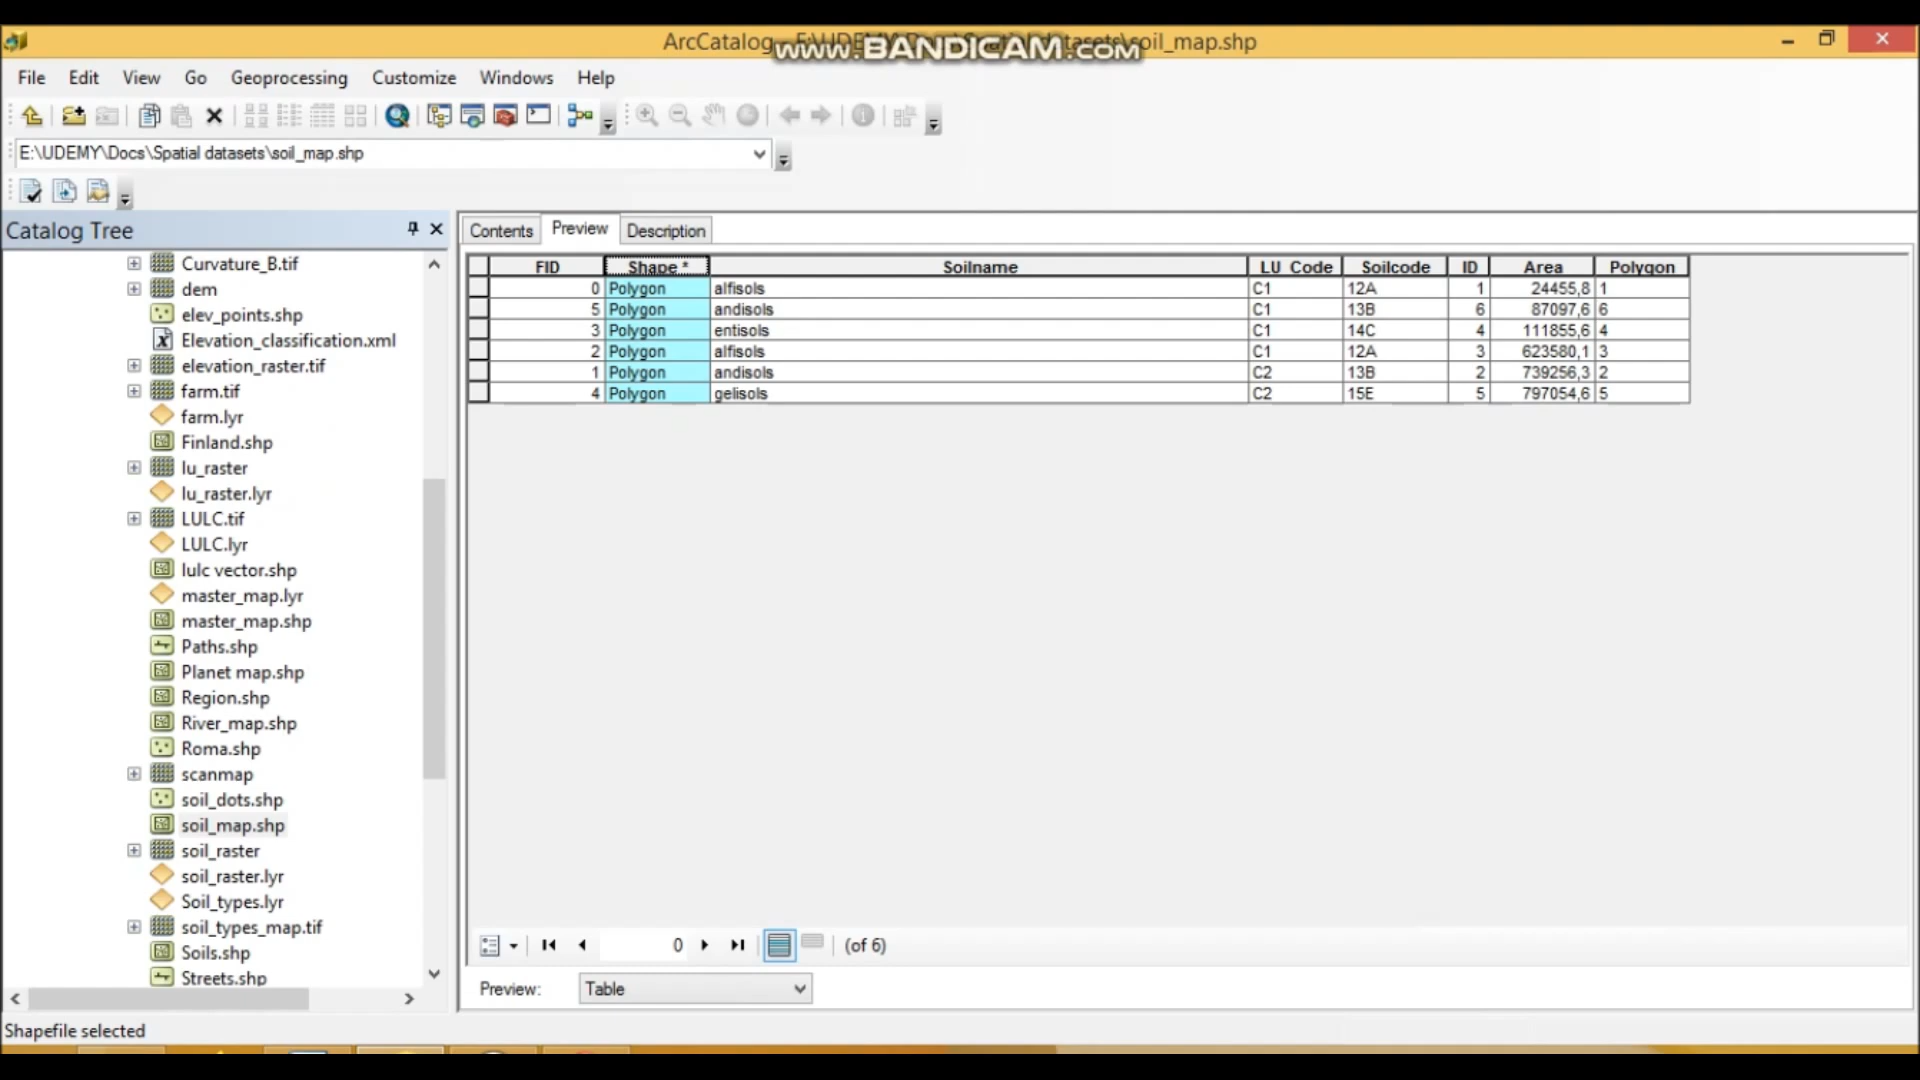 ArcCatalog - E:\UDEMY\Docs\Spatial datasets\soil_map.shp
www.BANDICAM.com
File Edit View Go Geoprocessing Customize Windows Help
E:\UDEMY\Docs\Spatial datasets\soil_map.shp
Catalog Tree
Curvature_B.tif
dem
elev_points.shp
Elevation_classification.xml
elevation_raster.tif
farm.tif
farm.lyr
Finland.shp
lu_raster
lu_raster.lyr
LULC.tif
LULC.lyr
lulc vector.shp
master_map.lyr
master_map.shp
Paths.shp
Planet map.shp
Region.shp
River_map.shp
Roma.shp
scanmap
soil_dots.shp
soil_map.shp
soil_raster
soil_raster.lyr
Soil_types.lyr
soil_types_map.tif
Soils.shp
Streets.shp
Contents Preview Description
FID Shape * Soilname LU_Code Soilcode ID Area Polygon
0 Polygon alfisols C1 12A 1 24455,8 1
5 Polygon andisols C1 13B 6 87097,6 6
3 Polygon entisols C1 14C 4 111855,6 4
2 Polygon alfisols C1 12A 3 623580,1 3
1 Polygon andisols C2 13B 2 739256,3 2
4 Polygon gelisols C2 15E 5 797054,6 5
0 (of 6)
Preview: Table
Shapefile selected